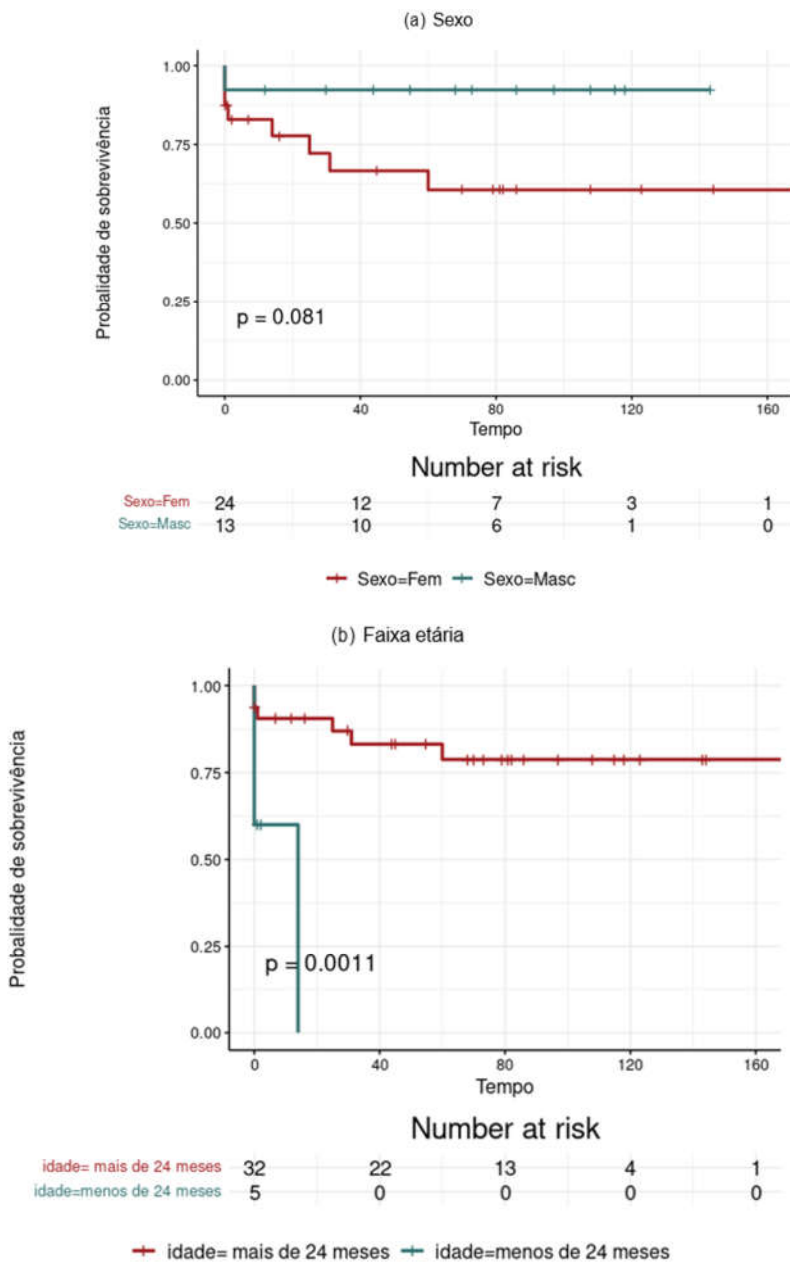 (a) Sexo
Probalidade de sobrevivência
1.00
0.75
0.50
0.25
0.00
p = 0.081
0 40 80 120 160
Tempo
Number at risk
Sexo=Fem 24 12 7 3 1
Sexo=Masc 13 10 6 1 0
Sexo=Fem Sexo=Masc
(b) Faixa etária
Probalidade de sobrevivência
1.00
0.75
0.50
0.25
0.00
p = 0.0011
0 40 80 120 160
Tempo
Number at risk
idade= mais de 24 meses 32 22 13 4 1
idade=menos de 24 meses 5 0 0 0 0
idade= mais de 24 meses idade=menos de 24 meses